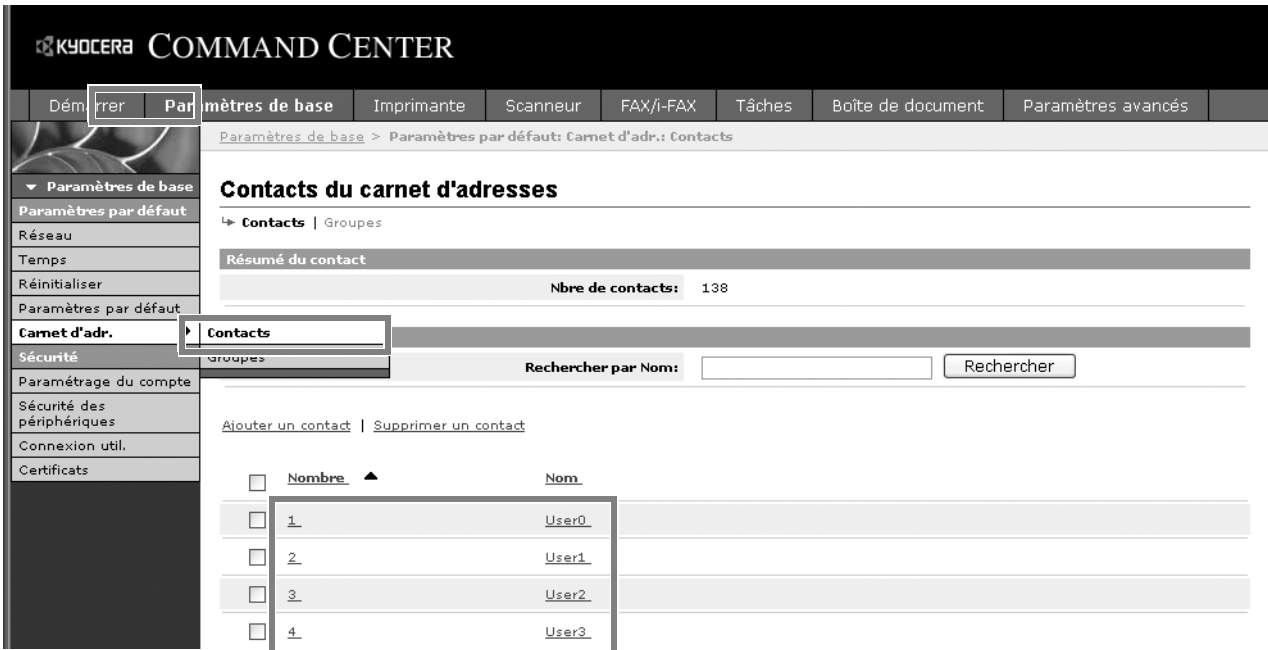 KYOCERA COMMAND CENTER
Démarrer Paramètres de base Imprimante Scanneur FAX/i-FAX Tâches Boîte de document Paramètres avancés
Paramètres de base > Paramètres par défaut: Carnet d'adr.: Contacts
Paramètres de base
Paramètres par défaut
Réseau
Temps
Réinitialiser
Paramètres par défaut
Carnet d'adr.
Contacts
Groupes
Sécurité
Paramétrage du compte
Sécurité des
périphériques
Connexion util.
Certificats
Contacts du carnet d'adresses
Contacts | Groupes
Résumé du contact
Nbre de contacts: 138
Rechercher par Nom: Rechercher
Ajouter un contact | Supprimer un contact
Nombre Nom
1 User0
2 User1
3 User2
4 User3